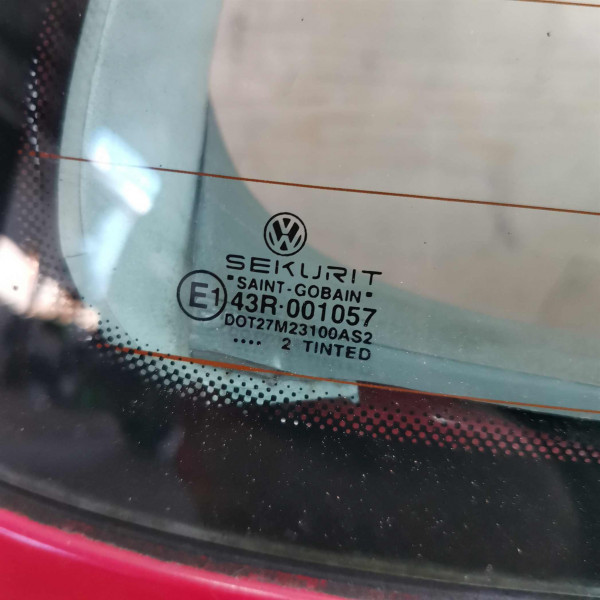 SEKURIT
"SAINT-GOBAIN"
E1 43R-001057
DOT27M23100AS2
.... 2 TINTED